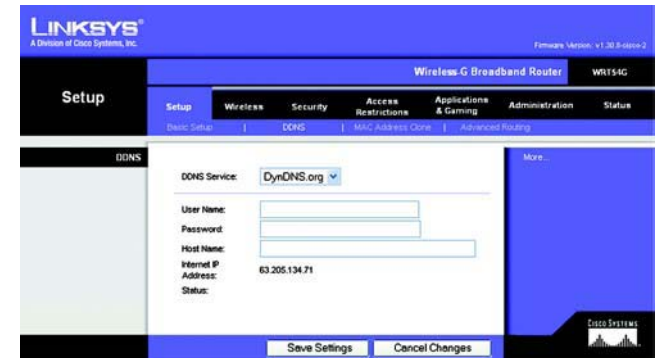 LINKSYS®
A Division of Cisco Systems, Inc.
Firmware Version: v1.30.5-cisco-2
Wireless-G Broadband Router WRT54G
Setup
Setup Wireless Security Access Restrictions Applications & Gaming Administration Status
Basic Setup | DDNS | MAC Address Clone | Advanced Routing
DDNS
More...
DDNS Service: DynDNS.org
User Name:
Password:
Host Name:
Internet IP
Address: 63.205.134.71
Status:
Save Settings Cancel Changes
CISCO SYSTEMS